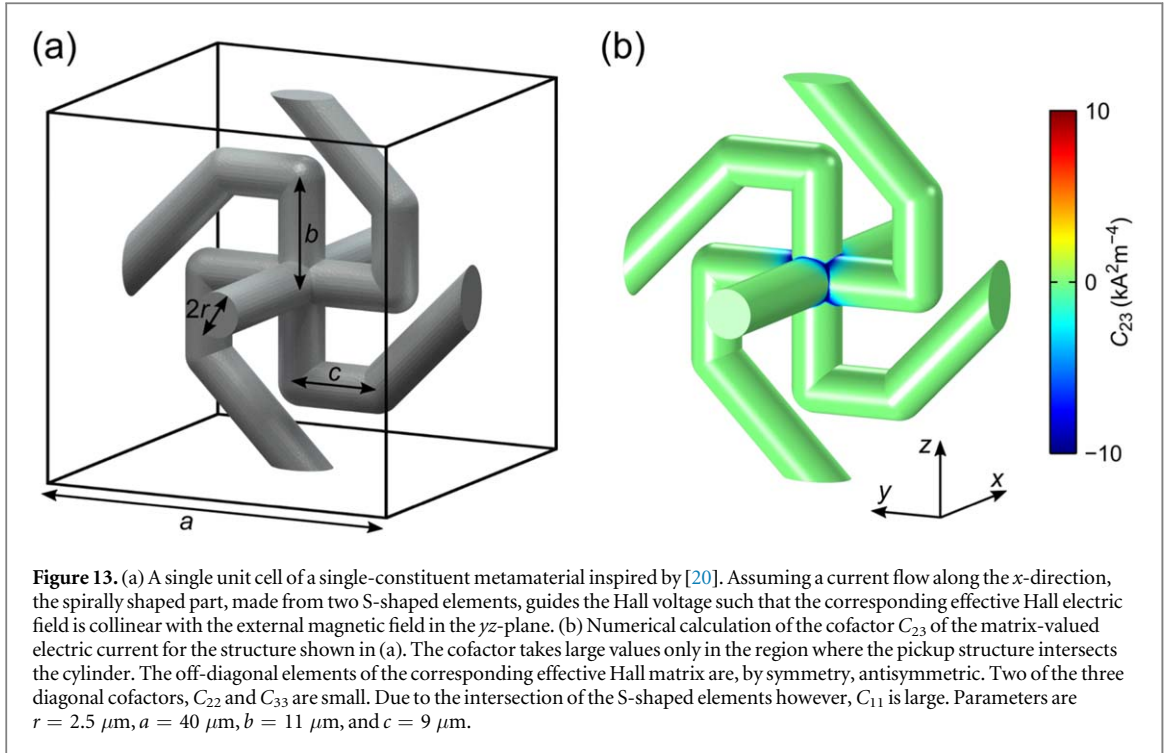 (a)
(b)
b
2r
c
a
10
0
−10
C23 (kA2m−4)
z
y
x
Figure 13. (a) A single unit cell of a single-constituent metamaterial inspired by [20]. Assuming a current flow along the x-direction,
the spirally shaped part, made from two S-shaped elements, guides the Hall voltage such that the corresponding effective Hall electric
field is collinear with the external magnetic field in the yz-plane. (b) Numerical calculation of the cofactor C23 of the matrix-valued
electric current for the structure shown in (a). The cofactor takes large values only in the region where the pickup structure intersects
the cylinder. The off-diagonal elements of the corresponding effective Hall matrix are, by symmetry, antisymmetric. Two of the three
diagonal cofactors, C22 and C33 are small. Due to the intersection of the S-shaped elements however, C11 is large. Parameters are
r = 2.5 μm, a = 40 μm, b = 11 μm, and c = 9 μm.